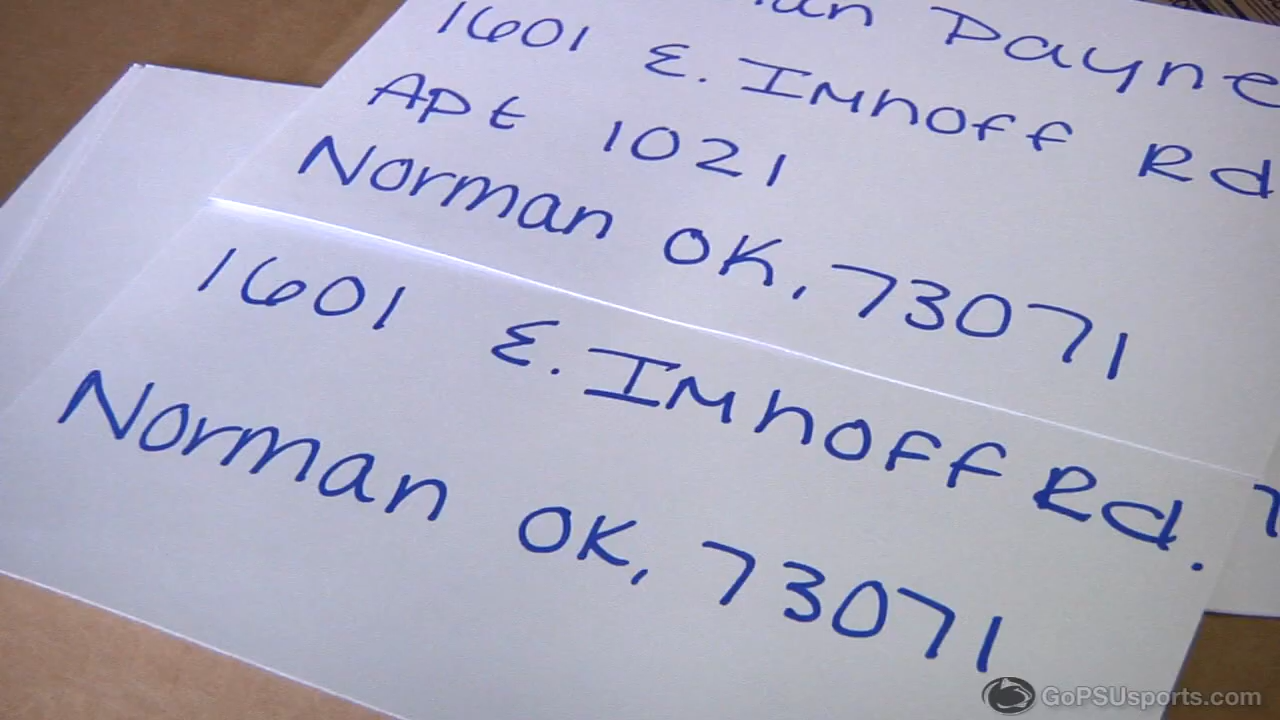 Payne
1601 E. Imhoff Rd
Apt 1021
Norman OK, 73071
1601 E. Imhoff Rd.
Norman OK, 73071
GoPSUsports.com